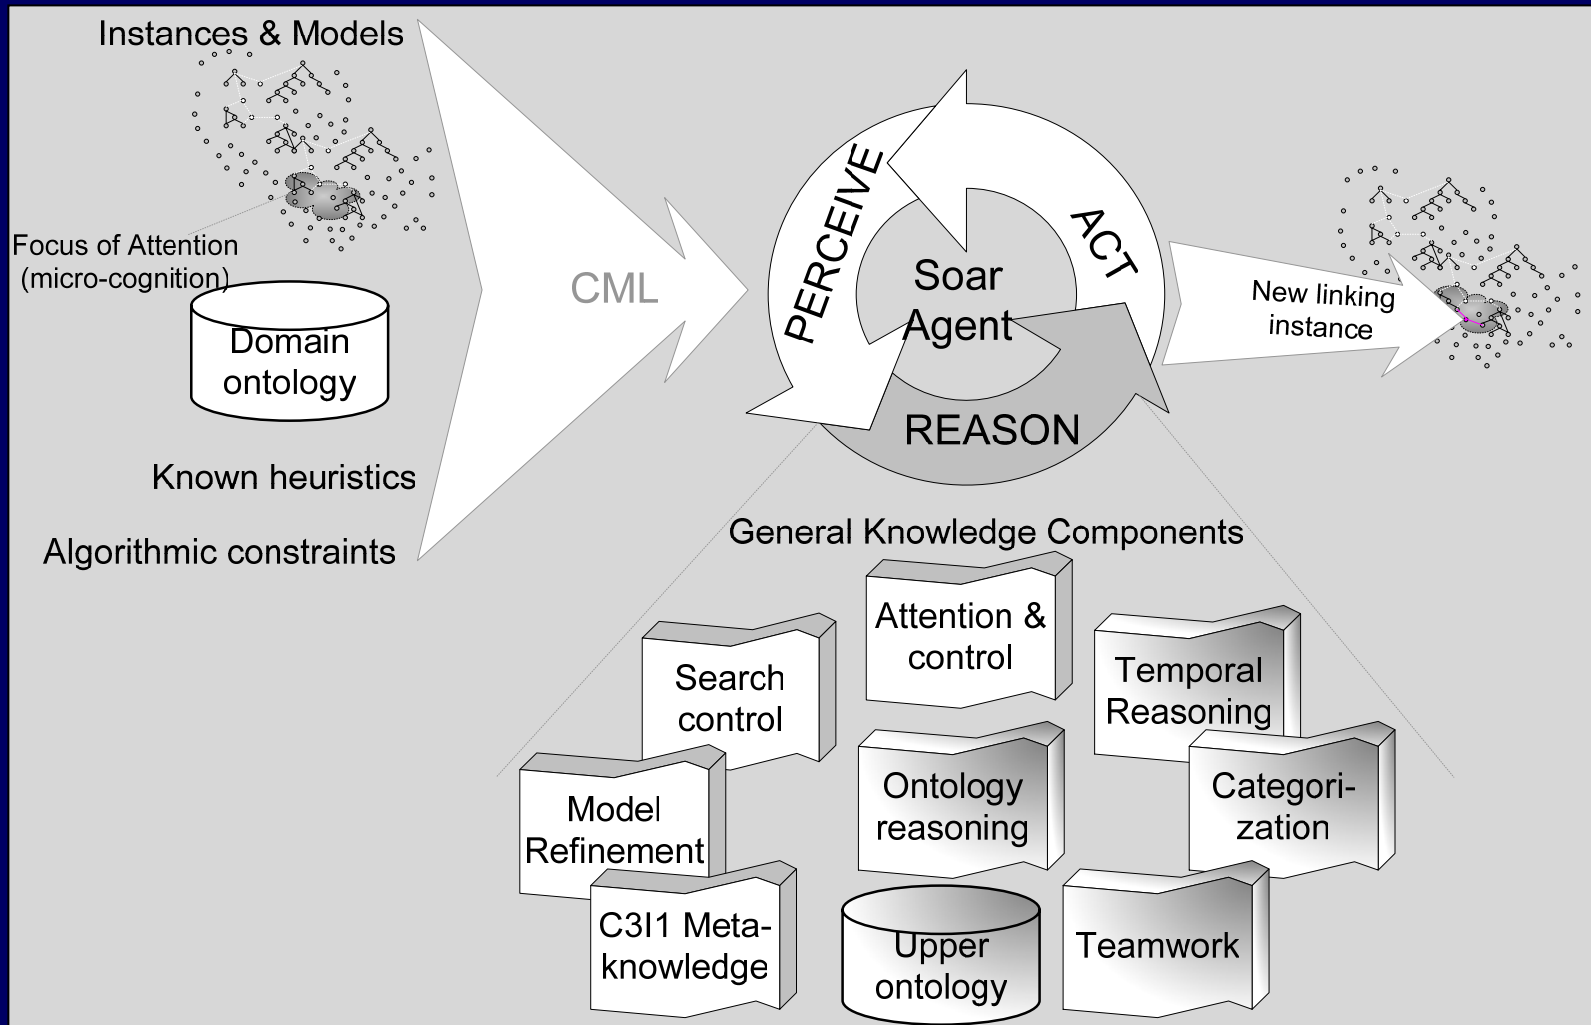 Instances & Models
Focus of Attention
(micro-cognition)
Domain
ontology
Known heuristics
Algorithmic constraints
CML
PERCEIVE
ACT
REASON
Soar
Agent
New linking
instance
General Knowledge Components
Attention &
control
Search
control
Temporal
Reasoning
Model
Refinement
Ontology
reasoning
Categori-
zation
C3I1 Meta-
knowledge
Upper
ontology
Teamwork